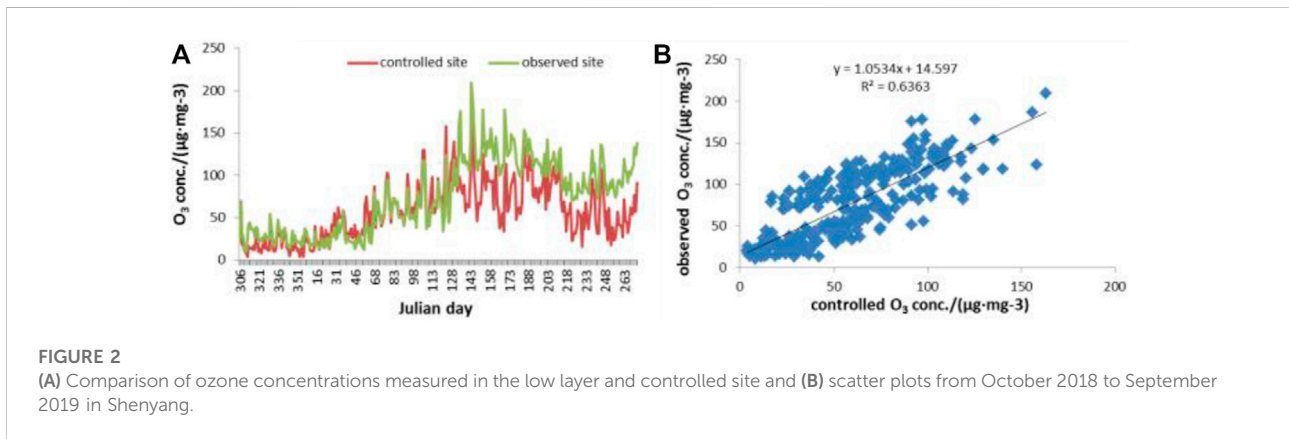 A
250
200
150
100
50
0
O₃ conc./(µg·mg-3)
controlled site
observed site
306 321 336 351 16 31 46 68 83 98 113 128 143 158 173 188 203 218 233 248 263
Julian day
B
250
200
150
100
50
0
observed O₃ conc./(µg·mg-3)
y = 1.0534x + 14.597
R² = 0.6363
0 50 100 150 200
controlled O₃ conc./(µg·mg-3)
FIGURE 2
(A) Comparison of ozone concentrations measured in the low layer and controlled site and (B) scatter plots from October 2018 to September
2019 in Shenyang.